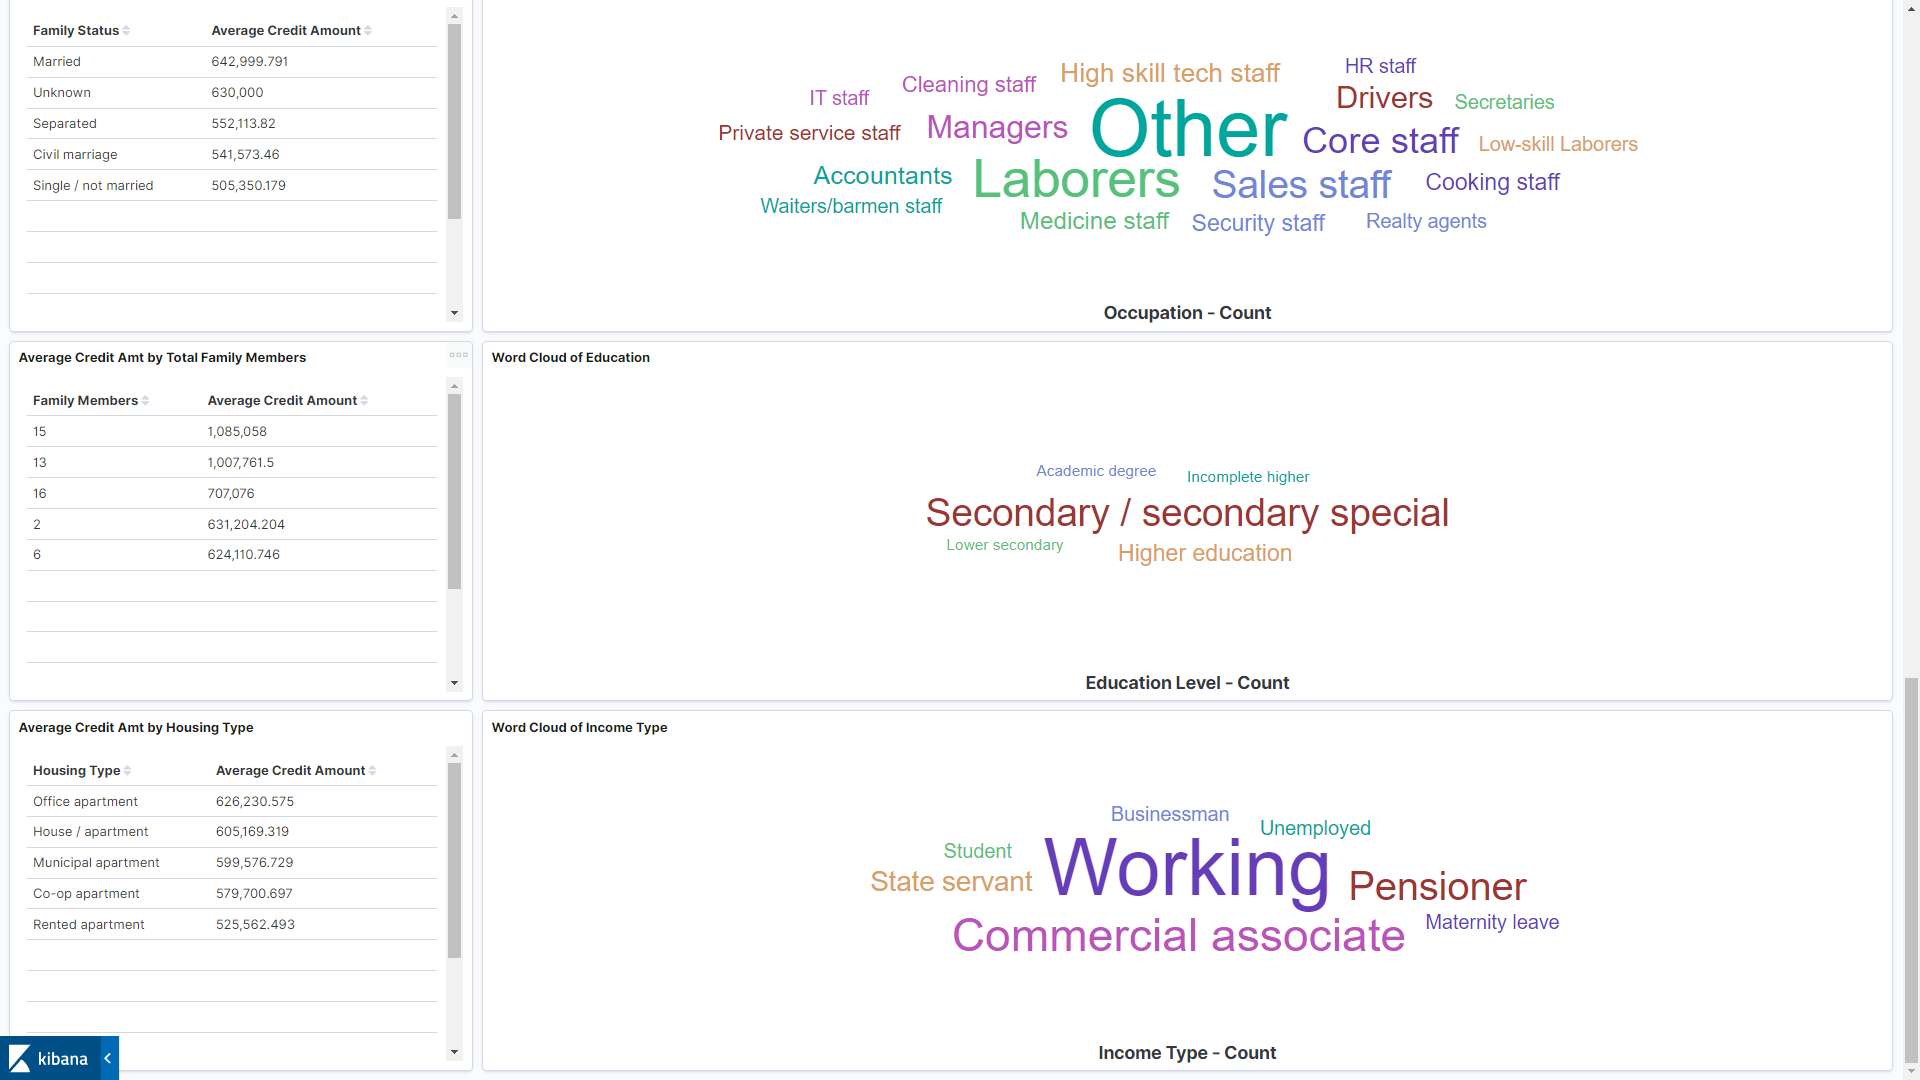 Family Status Average Credit Amount
Married 642,999.791
Unknown 630,000
Separated 552,113.82
Civil marriage 541,573.46
Single / not married 505,350.179
HR staff
High skill tech staff
Cleaning staff
IT staff
Drivers
Secretaries
Private service staff
Managers
Other
Core staff
Low-skill Laborers
Accountants
Laborers
Sales staff
Cooking staff
Waiters/barmen staff
Medicine staff
Security staff
Realty agents
Occupation - Count
Average Credit Amt by Total Family Members
Family Members Average Credit Amount
15 1,085,058
13 1,007,761.5
16 707,076
2 631,204.204
6 624,110.746
Word Cloud of Education
Academic degree
Incomplete higher
Secondary / secondary special
Lower secondary
Higher education
Education Level - Count
Average Credit Amt by Housing Type
Housing Type Average Credit Amount
Office apartment 626,230.575
House / apartment 605,169.319
Municipal apartment 599,576.729
Co-op apartment 579,700.697
Rented apartment 525,562.493
Word Cloud of Income Type
Businessman
Unemployed
Student
Working
State servant
Pensioner
Commercial associate
Maternity leave
Income Type - Count
kibana